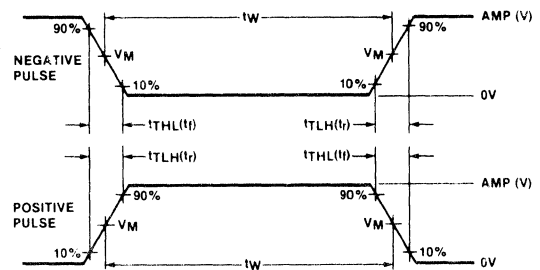 tW AMP (V)
90% 90%
NEGATIVE PULSE VM VM
10% 10%
0V
tTHL(tf) tTLH(tr)
tTLH(tr) tTHL(tf)
AMP (V)
90% 90%
POSITIVE PULSE VM VM
10% 10%
tW 0V